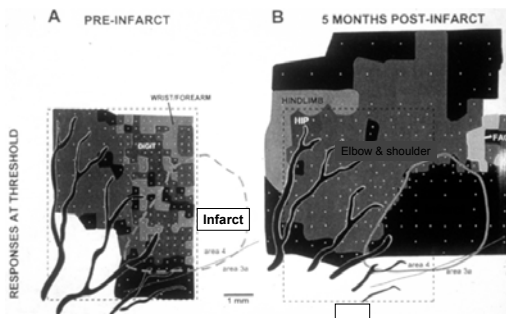 A PRE-INFARCT
B 5 MONTHS POST-INFARCT
RESPONSES AT THRESHOLD
WRIST/FOREARM
DIGIT
Infarct
area 4
area 3a
1 mm
HINDLIMB
HIP
Elbow & shoulder
area 4
area 3a